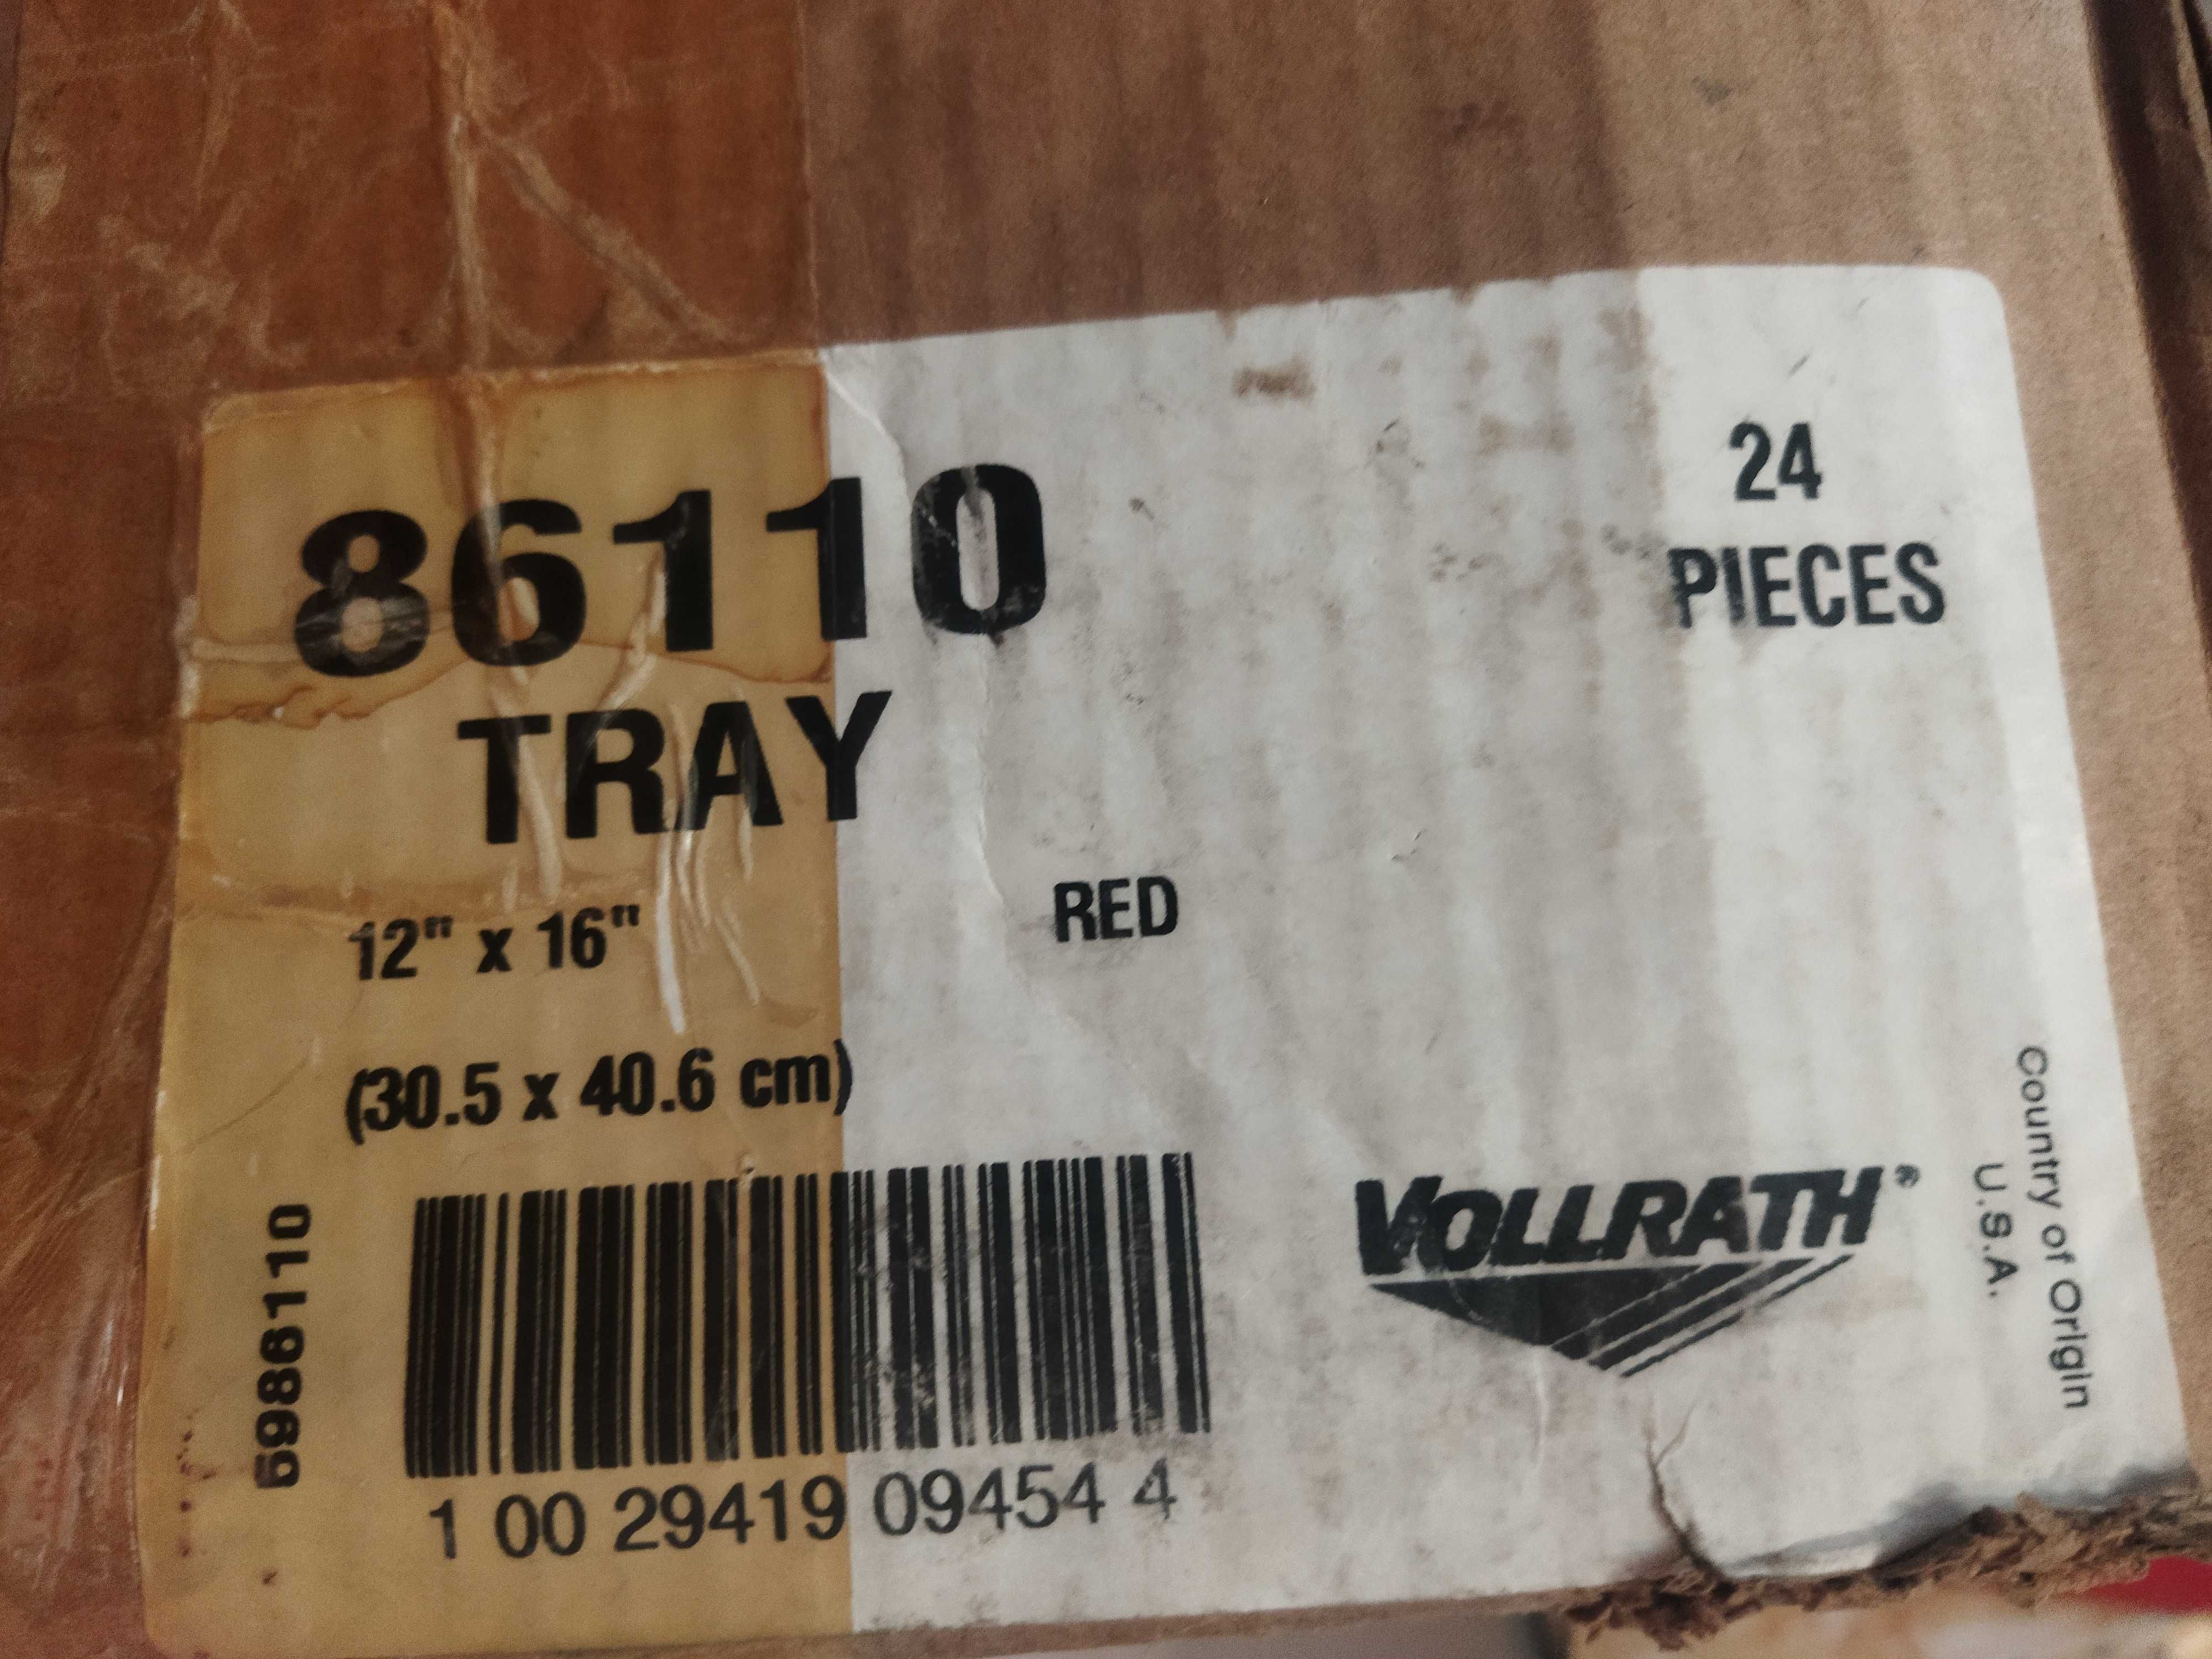 86110
TRAY
24
PIECES
12" x 16"
RED
(30.5 x 40.6 cm)
5986110
1 00 29419 09454 4
VOLLRATH®
Country of Origin
U.S.A.
N